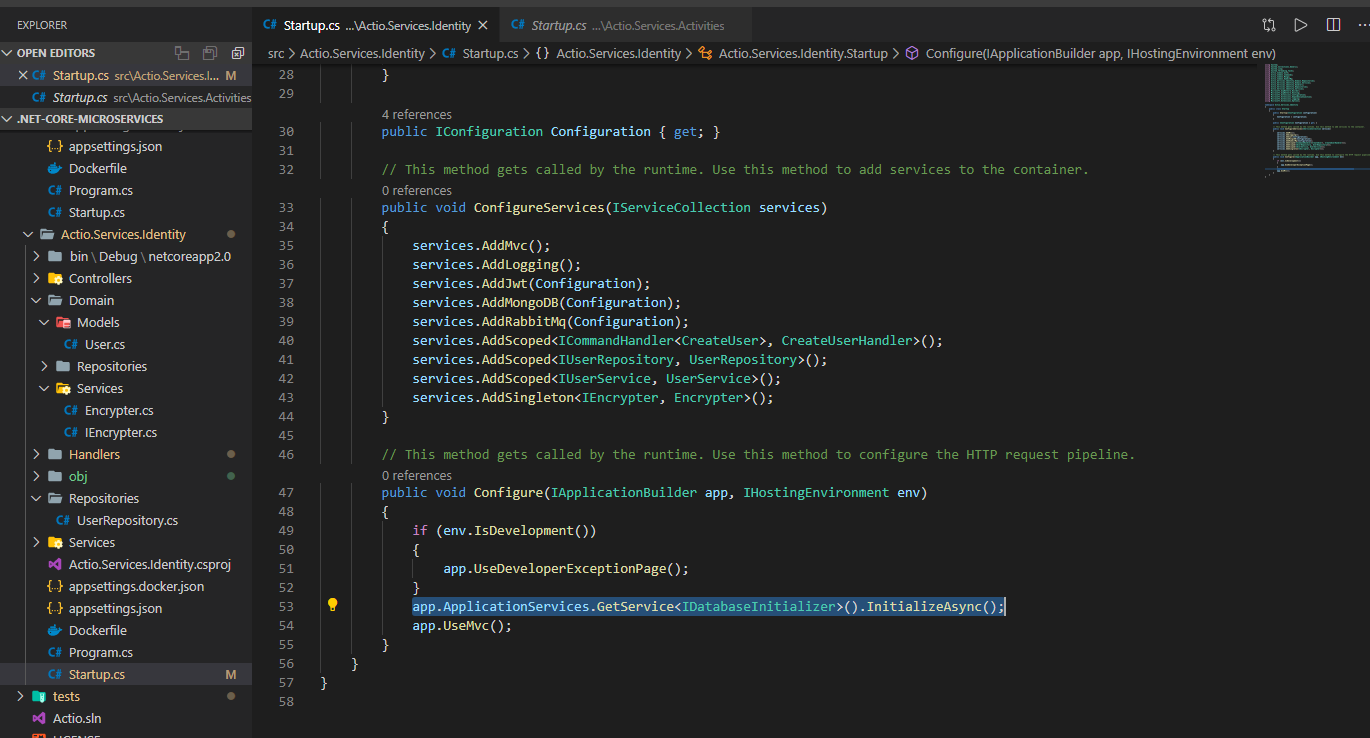 EXPLORER
OPEN EDITORS
Startup.cs src\Actio.Services.I... M
Startup.cs src\Actio.Services.Activities
.NET-CORE-MICROSERVICES
appsettings.json
Dockerfile
Program.cs
Startup.cs
Actio.Services.Identity
bin \ Debug \ netcoreapp2.0
Controllers
Domain
Models
User.cs
Repositories
Services
Encrypter.cs
IEncrypter.cs
Handlers
obj
Repositories
UserRepository.cs
Services
Actio.Services.Identity.csproj
appsettings.docker.json
appsettings.json
Dockerfile
Program.cs
Startup.cs M
tests
Actio.sln
LICENSE
Startup.cs ...\Actio.Services.Identity
Startup.cs ...\Actio.Services.Activities
src > Actio.Services.Identity > Startup.cs > {} Actio.Services.Identity > Actio.Services.Identity.Startup > Configure(IApplicationBuilder app, IHostingEnvironment env)
28 }
29
4 references
30 public IConfiguration Configuration { get; }
31
32 // This method gets called by the runtime. Use this method to add services to the container.
0 references
33 public void ConfigureServices(IServiceCollection services)
34 {
35 services.AddMvc();
36 services.AddLogging();
37 services.AddJwt(Configuration);
38 services.AddMongoDB(Configuration);
39 services.AddRabbitMq(Configuration);
40 services.AddScoped<ICommandHandler<CreateUser>, CreateUserHandler>();
41 services.AddScoped<IUserRepository, UserRepository>();
42 services.AddScoped<IUserService, UserService>();
43 services.AddSingleton<IEncrypter, Encrypter>();
44 }
45
46 // This method gets called by the runtime. Use this method to configure the HTTP request pipeline.
0 references
47 public void Configure(IApplicationBuilder app, IHostingEnvironment env)
48 {
49 if (env.IsDevelopment())
50 {
51 app.UseDeveloperExceptionPage();
52 }
53 app.ApplicationServices.GetService<IDatabaseInitializer>().InitializeAsync();
54 app.UseMvc();
55 }
56 }
57 }
58